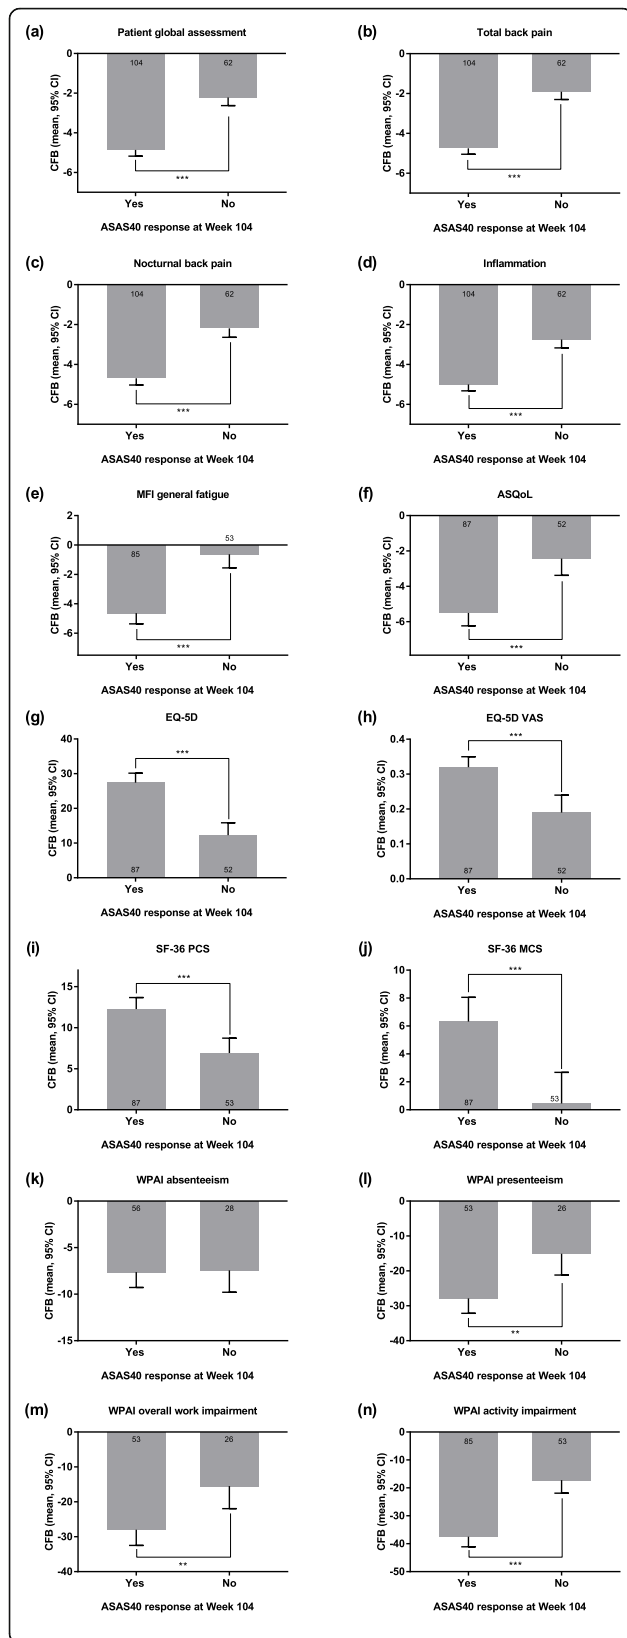 (a) Patient global assessment
CFB (mean, 95% CI)
0
-2
-4
-6
104 62
***
Yes No
ASAS40 response at Week 104
(b) Total back pain
CFB (mean, 95% CI)
0
-2
-4
-6
104 62
***
Yes No
ASAS40 response at Week 104
(c) Nocturnal back pain
CFB (mean, 95% CI)
0
-2
-4
-6
104 62
***
Yes No
ASAS40 response at Week 104
(d) Inflammation
CFB (mean, 95% CI)
0
-2
-4
-6
104 62
***
Yes No
ASAS40 response at Week 104
(e) MFI general fatigue
CFB (mean, 95% CI)
2
0
-2
-4
-6
85 53
***
Yes No
ASAS40 response at Week 104
(f) ASQoL
CFB (mean, 95% CI)
0
-2
-4
-6
87 52
***
Yes No
ASAS40 response at Week 104
(g) EQ-5D
CFB (mean, 95% CI)
40
30
20
10
0
***
87 52
Yes No
ASAS40 response at Week 104
(h) EQ-5D VAS
CFB (mean, 95% CI)
0.4
0.3
0.2
0.1
0.0
***
87 52
Yes No
ASAS40 response at Week 104
(i) SF-36 PCS
CFB (mean, 95% CI)
15
10
5
0
***
87 53
Yes No
ASAS40 response at Week 104
(j) SF-36 MCS
CFB (mean, 95% CI)
10
8
6
4
2
0
***
87 53
Yes No
ASAS40 response at Week 104
(k) WPAI absenteeism
CFB (mean, 95% CI)
0
-5
-10
-15
56 28
Yes No
ASAS40 response at Week 104
(l) WPAI presenteeism
CFB (mean, 95% CI)
0
-10
-20
-30
-40
53 26
**
Yes No
ASAS40 response at Week 104
(m) WPAI overall work impairment
CFB (mean, 95% CI)
0
-10
-20
-30
-40
53 26
**
Yes No
ASAS40 response at Week 104
(n) WPAI activity impairment
CFB (mean, 95% CI)
0
-10
-20
-30
-40
-50
85 53
***
Yes No
ASAS40 response at Week 104